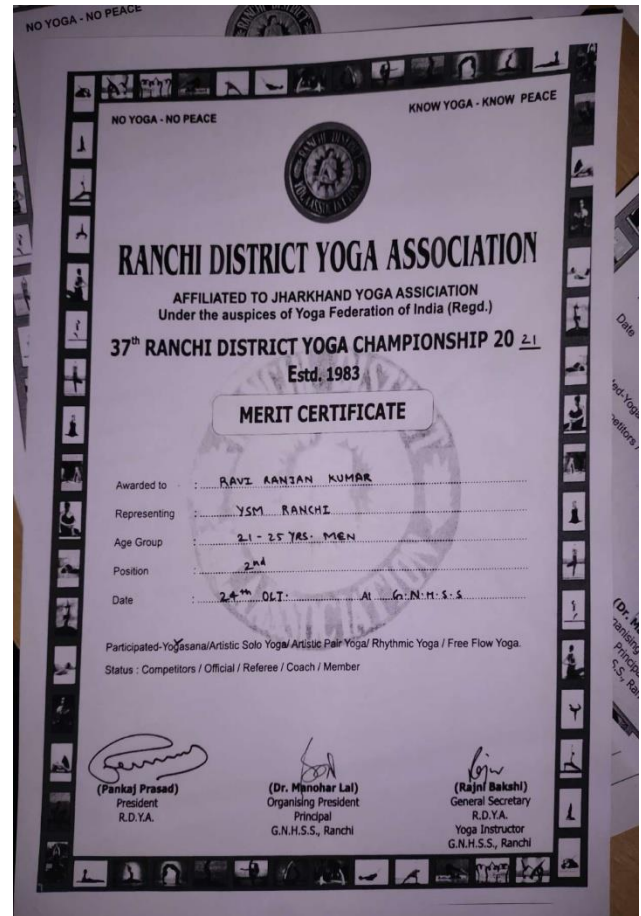 NO YOGA - NO PEACE
NO YOGA - NO PEACE
KNOW YOGA - KNOW PEACE
RANCHI DISTRICT
YOGA ASSOCIATION
RANCHI DISTRICT YOGA ASSOCIATION
AFFILIATED TO JHARKHAND YOGA ASSICIATION
Under the auspices of Yoga Federation of India (Regd.)
37th RANCHI DISTRICT YOGA CHAMPIONSHIP 20 21
Estd. 1983
MERIT CERTIFICATE
Awarded to : RAVI RANJAN KUMAR
Representing : YSM RANCHI
Age Group : 21 - 25 YRS. MEN
Position : 2nd
Date : 24th OCT. At G.N.H.S.S
Participated-Yogasana/Artistic Solo Yoga/ Artistic Pair Yoga/ Rhythmic Yoga / Free Flow Yoga.
Status : Competitors / Official / Referee / Coach / Member
(Pankaj Prasad)
President
R.D.Y.A.
(Dr. Manohar Lal)
Organising President
Principal
G.N.H.S.S., Ranchi
(Rajni Bakshi)
General Secretary
R.D.Y.A.
Yoga Instructor
G.N.H.S.S., Ranchi
Date